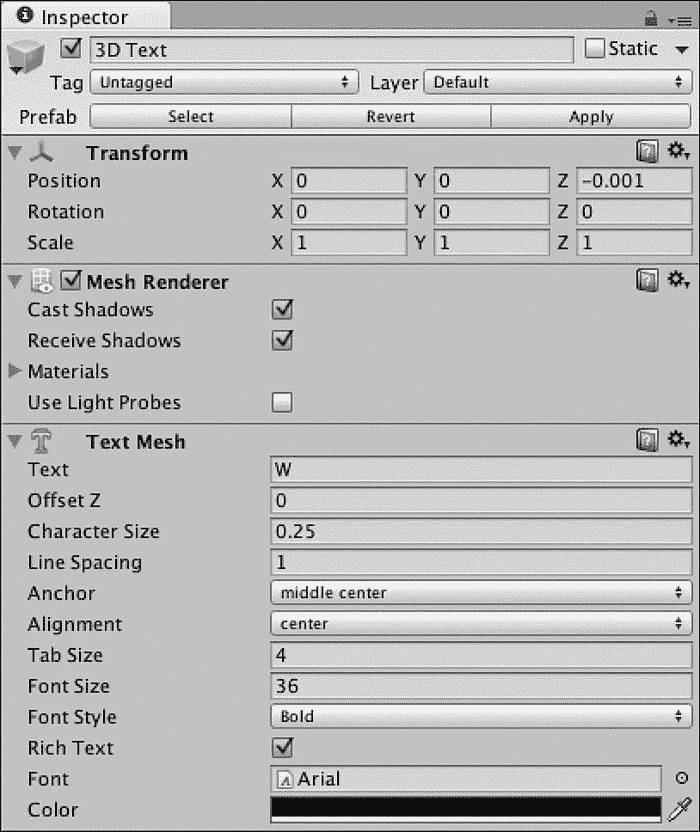 Inspector
3D Text Static
Tag Untagged Layer Default
Prefab Select Revert Apply
Transform
Position X 0 Y 0 Z -0.001
Rotation X 0 Y 0 Z 0
Scale X 1 Y 1 Z 1
Mesh Renderer
Cast Shadows
Receive Shadows
Materials
Use Light Probes
Text Mesh
Text W
Offset Z 0
Character Size 0.25
Line Spacing 1
Anchor middle center
Alignment center
Tab Size 4
Font Size 36
Font Style Bold
Rich Text
Font Arial
Color